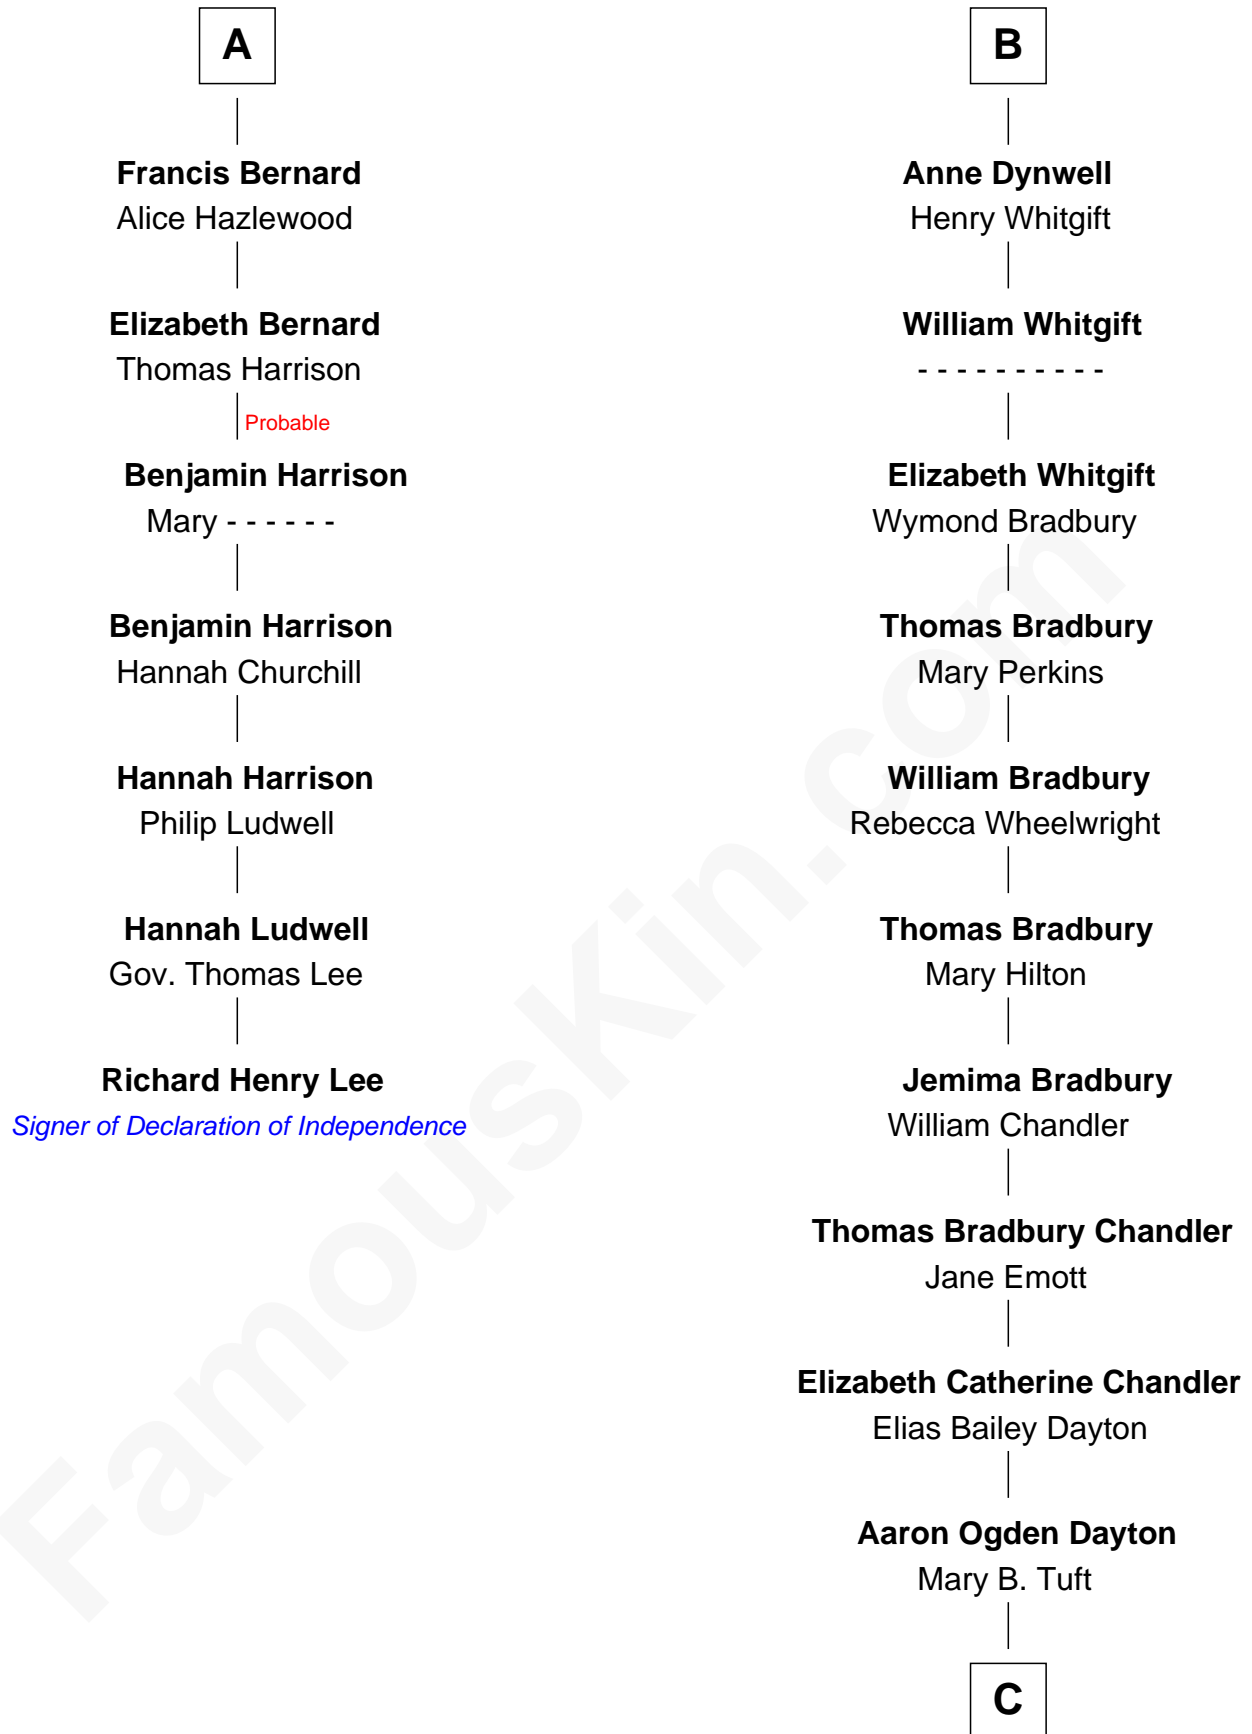 A
Francis Bernard
Alice Hazlewood
Elizabeth Bernard
Thomas Harrison
Probable
Benjamin Harrison
Mary - - - - - -
Benjamin Harrison
Hannah Churchill
Hannah Harrison
Philip Ludwell
Hannah Ludwell
Gov. Thomas Lee
Richard Henry Lee
Signer of Declaration of Independence
B
Anne Dynwell
Henry Whitgift
William Whitgift
- - - - - - - - - -
Elizabeth Whitgift
Wymond Bradbury
Thomas Bradbury
Mary Perkins
William Bradbury
Rebecca Wheelwright
Thomas Bradbury
Mary Hilton
Jemima Bradbury
William Chandler
Thomas Bradbury Chandler
Jane Emott
Elizabeth Catherine Chandler
Elias Bailey Dayton
Aaron Ogden Dayton
Mary B. Tuft
C
FamousKin.com